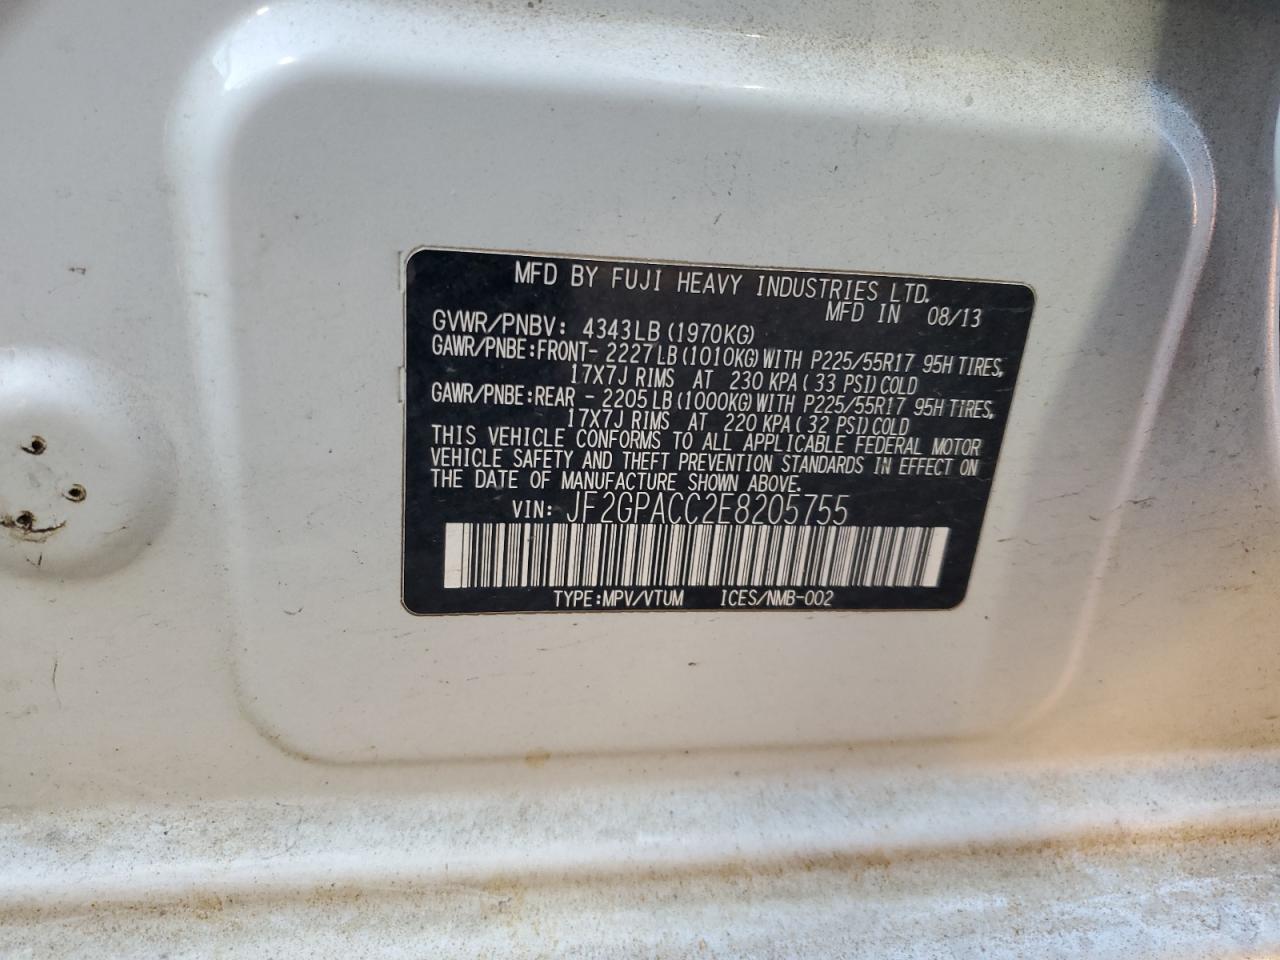 MFD BY FUJI HEAVY INDUSTRIES LTD.
MFD IN 08/13
GVWR/PNBV: 4343LB (1970KG)
GAWR/PNBE:FRONT- 2227LB (1010KG) WITH P225/55R17 95H TIRES,
17X7J RIMS AT 230 KPA ( 33 PSI) COLD
GAWR/PNBE:REAR - 2205LB (1000KG) WITH P225/55R17 95H TIRES,
17X7J RIMS AT 220 KPA ( 32 PSI) COLD
THIS VEHICLE CONFORMS TO ALL APPLICABLE FEDERAL MOTOR
VEHICLE SAFETY AND THEFT PREVENTION STANDARDS IN EFFECT ON
THE DATE OF MANUFACTURE SHOWN ABOVE.
VIN: JF2GPACC2E8205755
TYPE:MPV/VTUM ICES/NMB-002